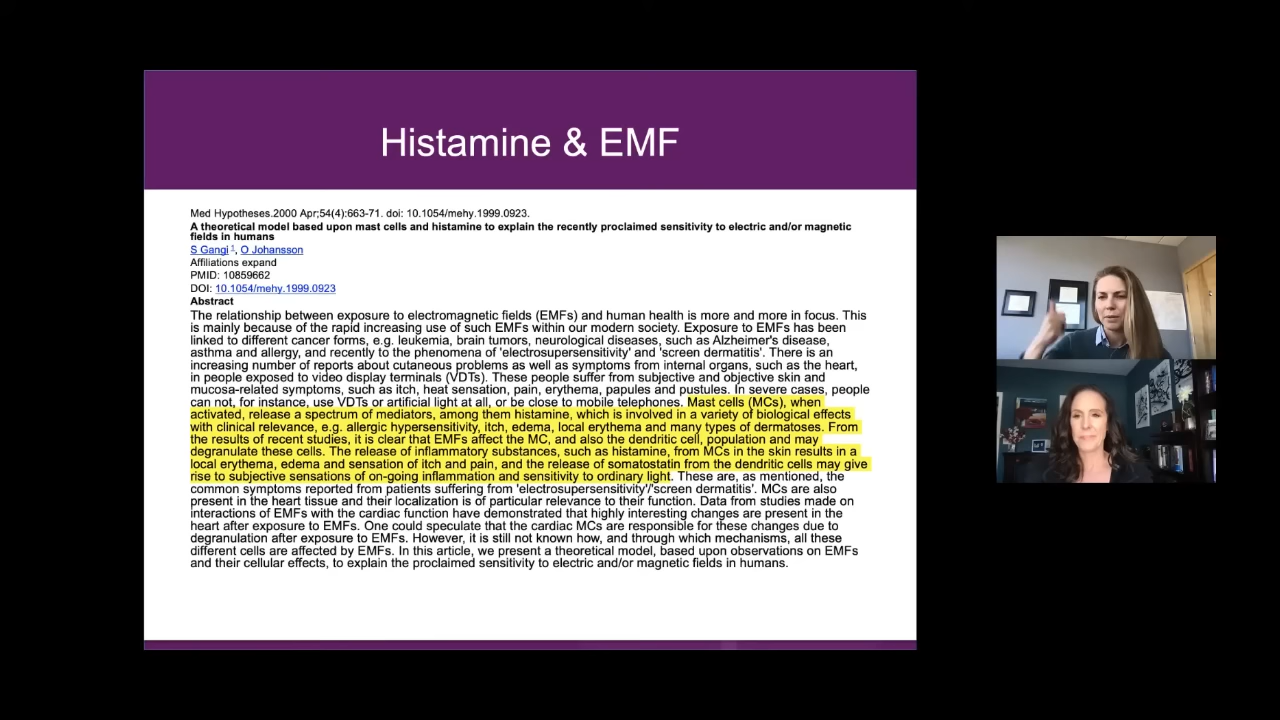 Histamine & EMF
Med Hypotheses.2000 Apr;54(4):663-71. doi: 10.1054/mehy.1999.0923.
A theoretical model based upon mast cells and histamine to explain the recently proclaimed sensitivity to electric and/or magnetic
fields in humans
S Gangi 1, O Johansson
Affiliations expand
PMID: 10859662
DOI: 10.1054/mehy.1999.0923
Abstract
The relationship between exposure to electromagnetic fields (EMFs) and human health is more and more in focus. This
is mainly because of the rapid increasing use of such EMFs within our modern society. Exposure to EMFs has been
linked to different cancer forms, e.g. leukemia, brain tumors, neurological diseases, such as Alzheimer's disease,
asthma and allergy, and recently to the phenomena of 'electrosupersensitivity' and 'screen dermatitis'. There is an
increasing number of reports about cutaneous problems as well as symptoms from internal organs, such as the heart,
in people exposed to video display terminals (VDTs). These people suffer from subjective and objective skin and
mucosa-related symptoms, such as itch, heat sensation, pain, erythema, papules and pustules. In severe cases, people
can not, for instance, use VDTs or artificial light at all, or be close to mobile telephones. Mast cells (MCs), when
activated, release a spectrum of mediators, among them histamine, which is involved in a variety of biological effects
with clinical relevance, e.g. allergic hypersensitivity, itch, edema, local erythema and many types of dermatoses. From
the results of recent studies, it is clear that EMFs affect the MC, and also the dendritic cell, population and may
degranulate these cells. The release of inflammatory substances, such as histamine, from MCs in the skin results in a
local erythema, edema and sensation of itch and pain, and the release of somatostatin from the dendritic cells may give
rise to subjective sensations of on-going inflammation and sensitivity to ordinary light. These are, as mentioned, the
common symptoms reported from patients suffering from 'electrosupersensitivity'/'screen dermatitis'. MCs are also
present in the heart tissue and their localization is of particular relevance to their function. Data from studies made on
interactions of EMFs with the cardiac function have demonstrated that highly interesting changes are present in the
heart after exposure to EMFs. One could speculate that the cardiac MCs are responsible for these changes due to
degranulation after exposure to EMFs. However, it is still not known how, and through which mechanisms, all these
different cells are affected by EMFs. In this article, we present a theoretical model, based upon observations on EMFs
and their cellular effects, to explain the proclaimed sensitivity to electric and/or magnetic fields in humans.